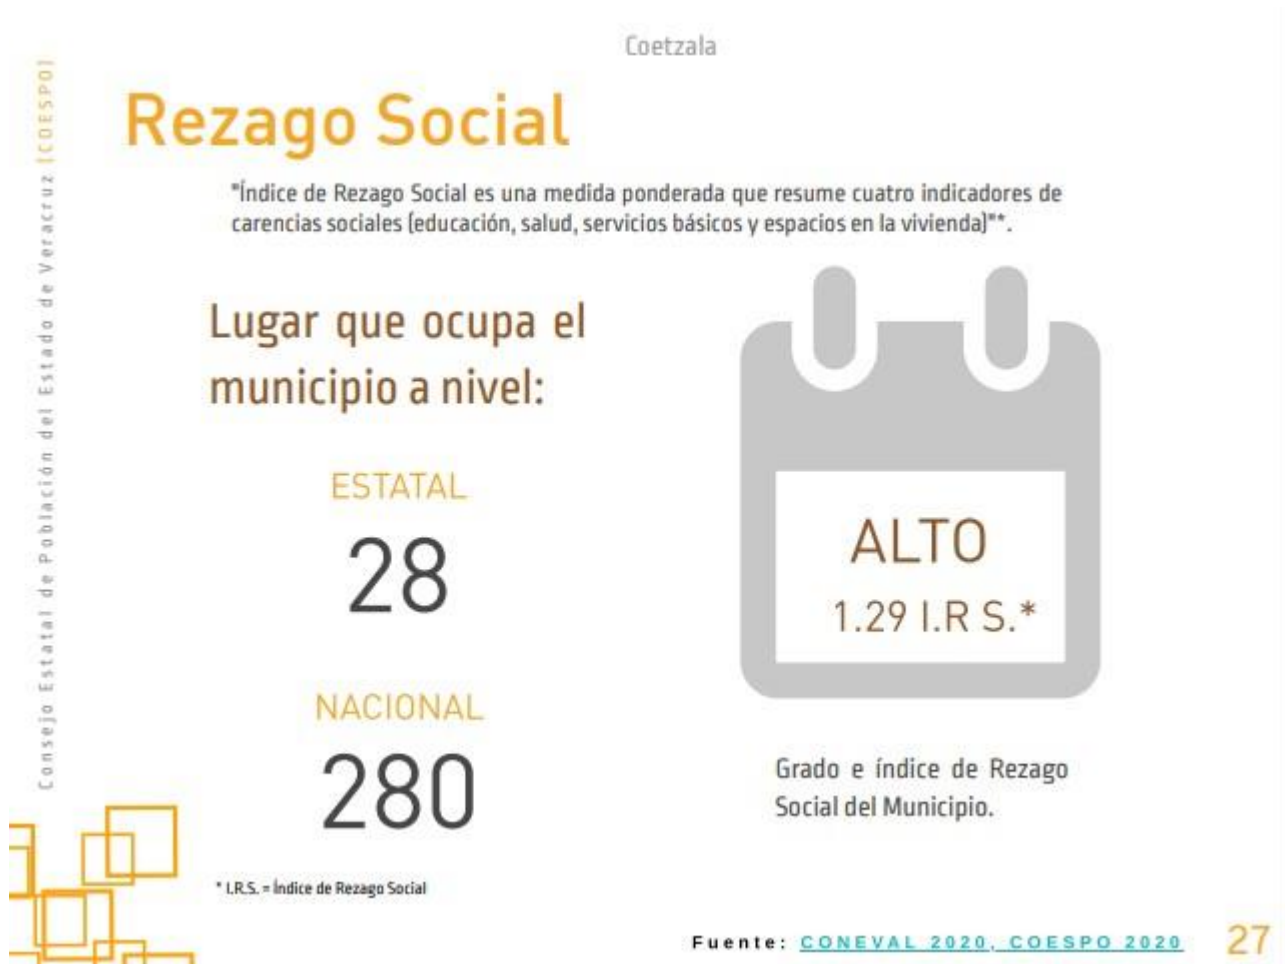 Coetzala
Consejo Estatal de Población del Estado de Veracruz [COESPO]
Rezago Social
"Índice de Rezago Social es una medida ponderada que resume cuatro indicadores de
carencias sociales [educación, salud, servicios básicos y espacios en la vivienda]"*.
Lugar que ocupa el
municipio a nivel:
ESTATAL
28
NACIONAL
280
ALTO
1.29 I.R S.*
Grado e índice de Rezago
Social del Municipio.
* I.R.S. = Índice de Rezago Social
Fuente: CONEVAL 2020, COESPO 2020
27